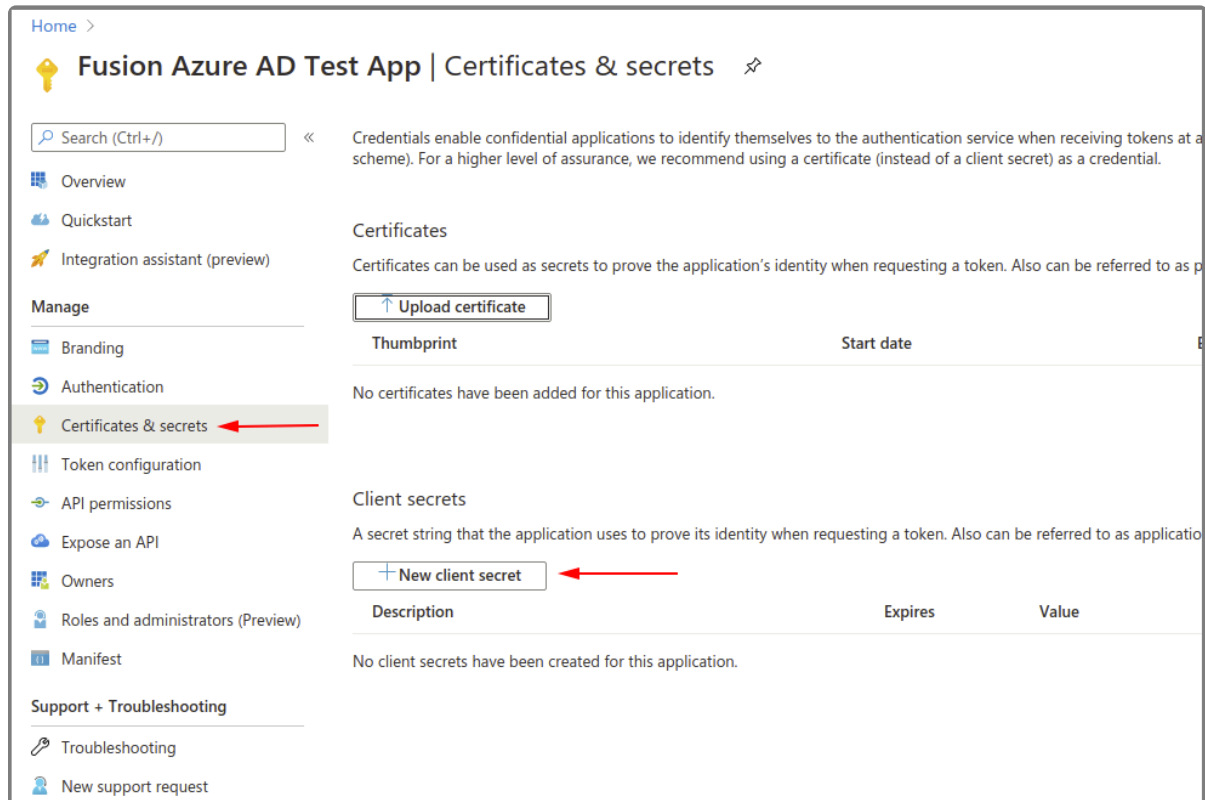 Home >
Fusion Azure AD Test App | Certificates & secrets
Search (Ctrl+/)
«
Overview
Quickstart
Integration assistant (preview)
Manage
Branding
Authentication
Certificates & secrets
Token configuration
API permissions
Expose an API
Owners
Roles and administrators (Preview)
Manifest
Support + Troubleshooting
Troubleshooting
New support request
Credentials enable confidential applications to identify themselves to the authentication service when receiving tokens at a
scheme). For a higher level of assurance, we recommend using a certificate (instead of a client secret) as a credential.
Certificates
Certificates can be used as secrets to prove the application's identity when requesting a token. Also can be referred to as p
Upload certificate
Thumbprint Start date
No certificates have been added for this application.
Client secrets
A secret string that the application uses to prove its identity when requesting a token. Also can be referred to as applicatio
New client secret
Description Expires Value
No client secrets have been created for this application.